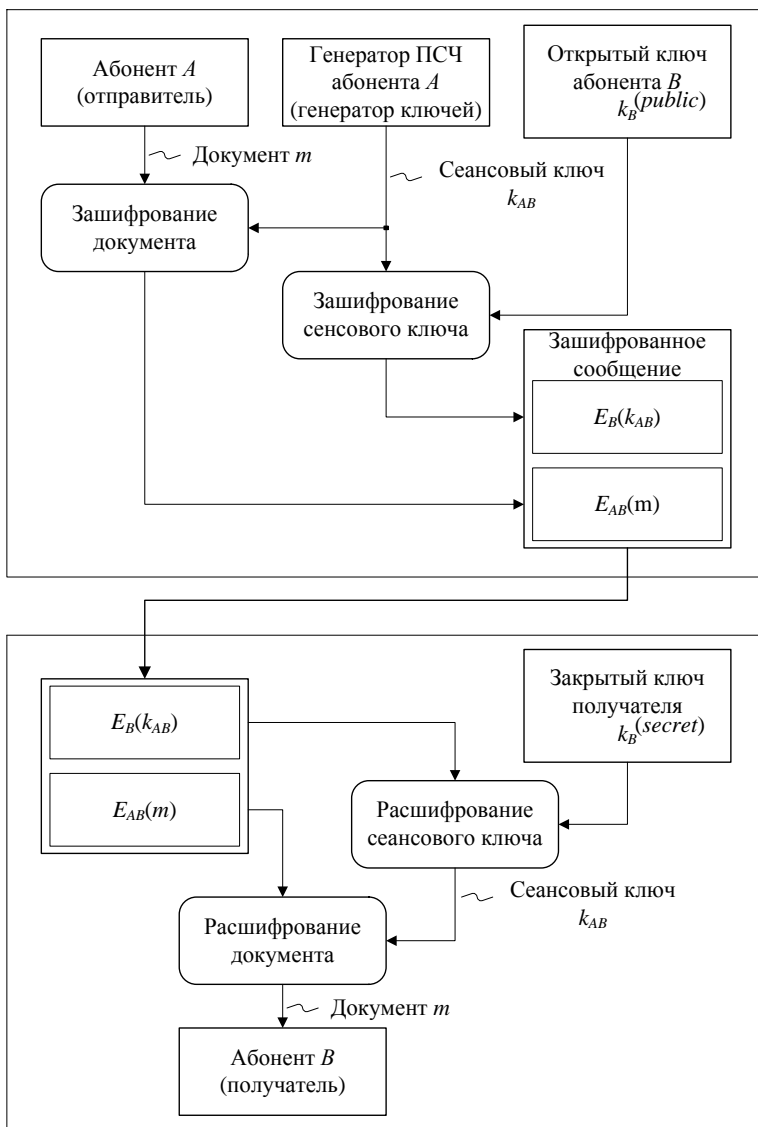 Абонент A
(отправитель)
Генератор ПСЧ
абонента A
(генератор ключей)
Открытый ключ
абонента B
k_B^(public)
Документ m
Сеансовый ключ
k_AB
Зашифрование
документа
Зашифрование
сенсового ключа
Зашифрованное
сообщение
E_B(k_AB)
E_AB(m)
E_B(k_AB)
E_AB(m)
Закрытый ключ
получателя
k_B^(secret)
Расшифрование
сеансового ключа
Сеансовый ключ
k_AB
Расшифрование
документа
Документ m
Абонент B
(получатель)